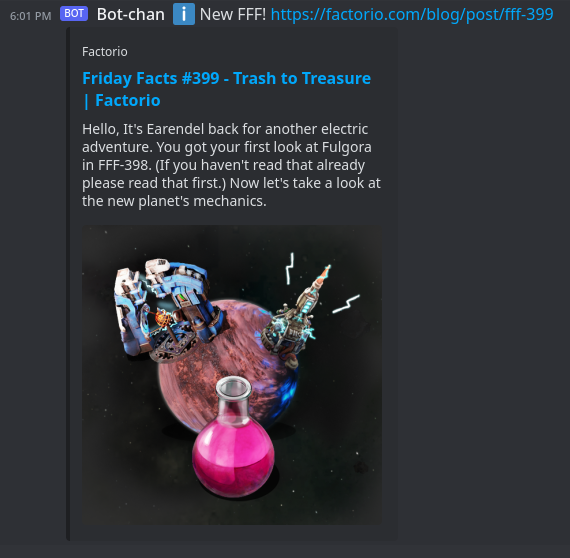 6:01 PM BOT Bot-chan ℹ️ New FFF! https://factorio.com/blog/post/fff-399
Factorio
Friday Facts #399 - Trash to Treasure
| Factorio
Hello, It's Earendel back for another electric
adventure. You got your first look at Fulgora
in FFF-398. (If you haven't read that already
please read that first.) Now let's take a look at
the new planet's mechanics.